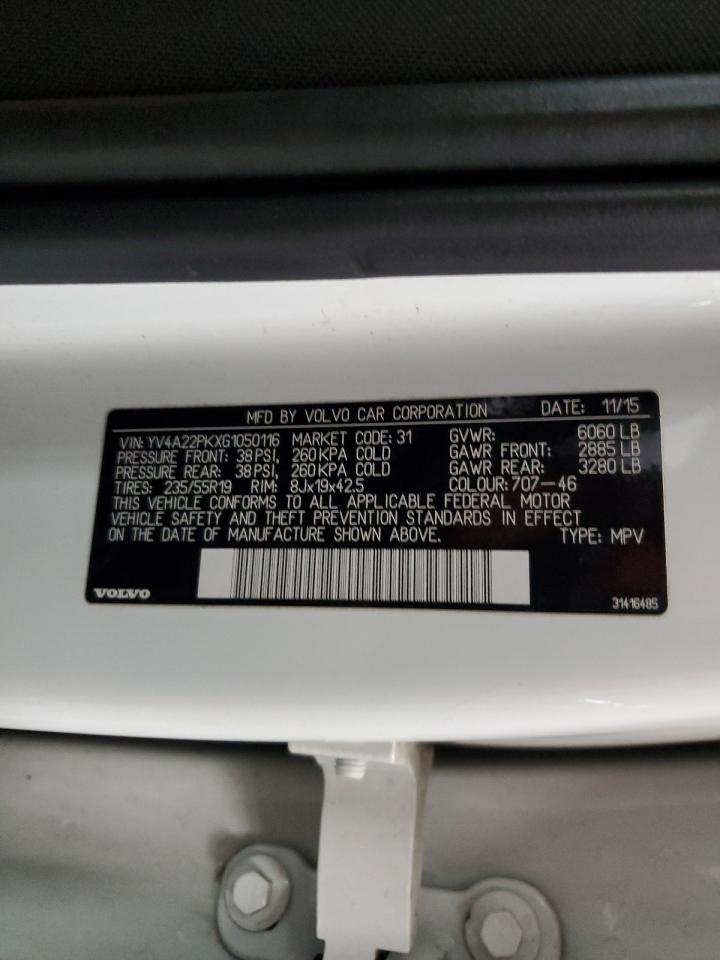 MFD BY VOLVO CAR CORPORATION DATE: 11/15
VIN: YV4A22PKXG1050116 MARKET CODE: 31 GVWR: 6060 LB
PRESSURE FRONT: 38 PSI, 260 KPA COLD GAWR FRONT: 2885 LB
PRESSURE REAR: 38 PSI, 260 KPA COLD GAWR REAR: 3280 LB
TIRES: 235/55R19 RIM: 8Jx19x42.5 COLOUR: 707-46
THIS VEHICLE CONFORMS TO ALL APPLICABLE FEDERAL MOTOR
VEHICLE SAFETY AND THEFT PREVENTION STANDARDS IN EFFECT
ON THE DATE OF MANUFACTURE SHOWN ABOVE. TYPE: MPV
VOLVO 31416485